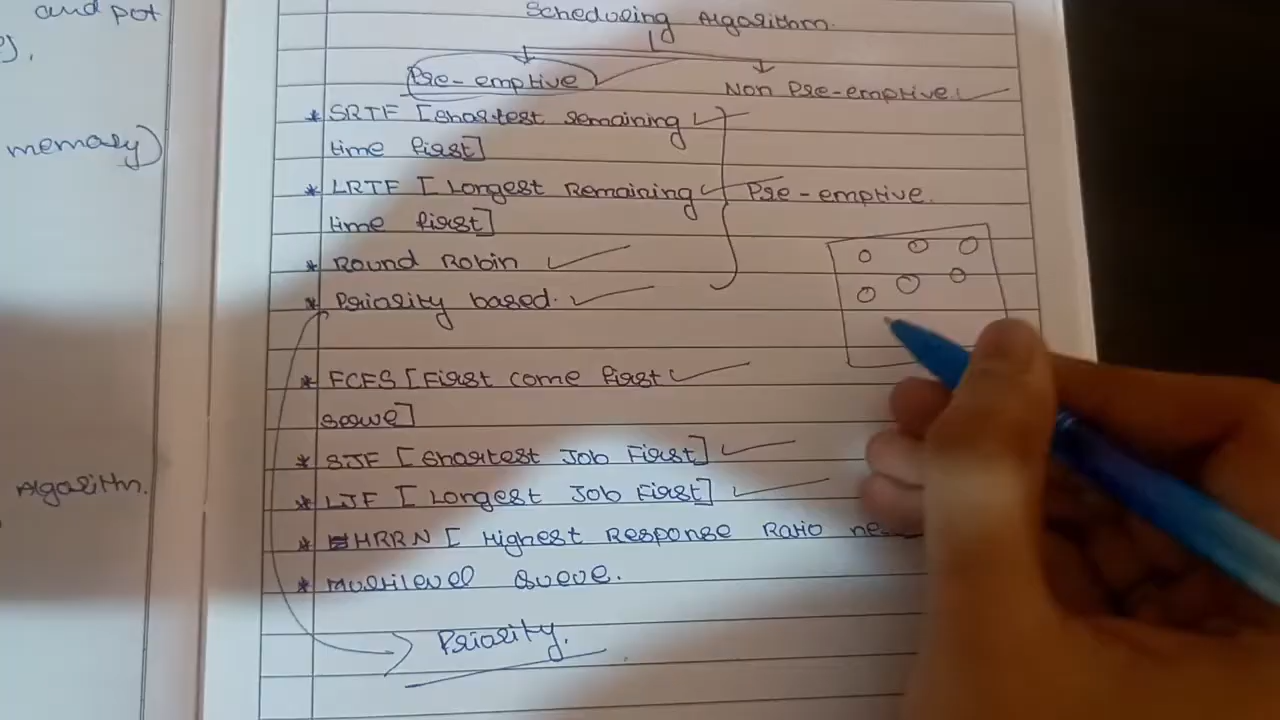 and pot
s).
memory)
Algorithm.
Scheduling Algorithm.
Pre-emptive
Non Pre-emptive.
* SRTF [Shortest remaining
time first]
* LRTF [Longest Remaining
time first]
Pre-emptive.
* Round Robin
* Priority based.
* FCFS [First come first
serve]
* SJF [Shortest Job First]
* LJF [Longest Job First]
* HRRN [Highest Response Ratio
* Multilevel Queue.
Priority.